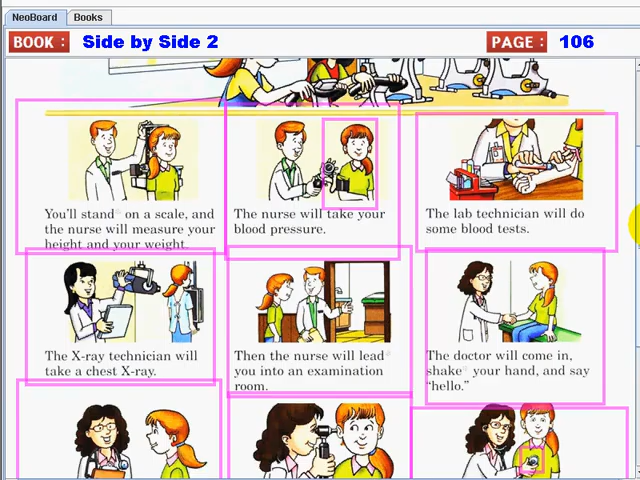 NeoBoard Books
BOOK : Side by Side 2 PAGE : 106
You'll stand on a scale, and
the nurse will measure your
height and your weight.
The nurse will take your
blood pressure.
The lab technician will do
some blood tests.
The X-ray technician will
take a chest X-ray.
Then the nurse will lead
you into an examination
room.
The doctor will come in,
shake your hand, and say
"hello."